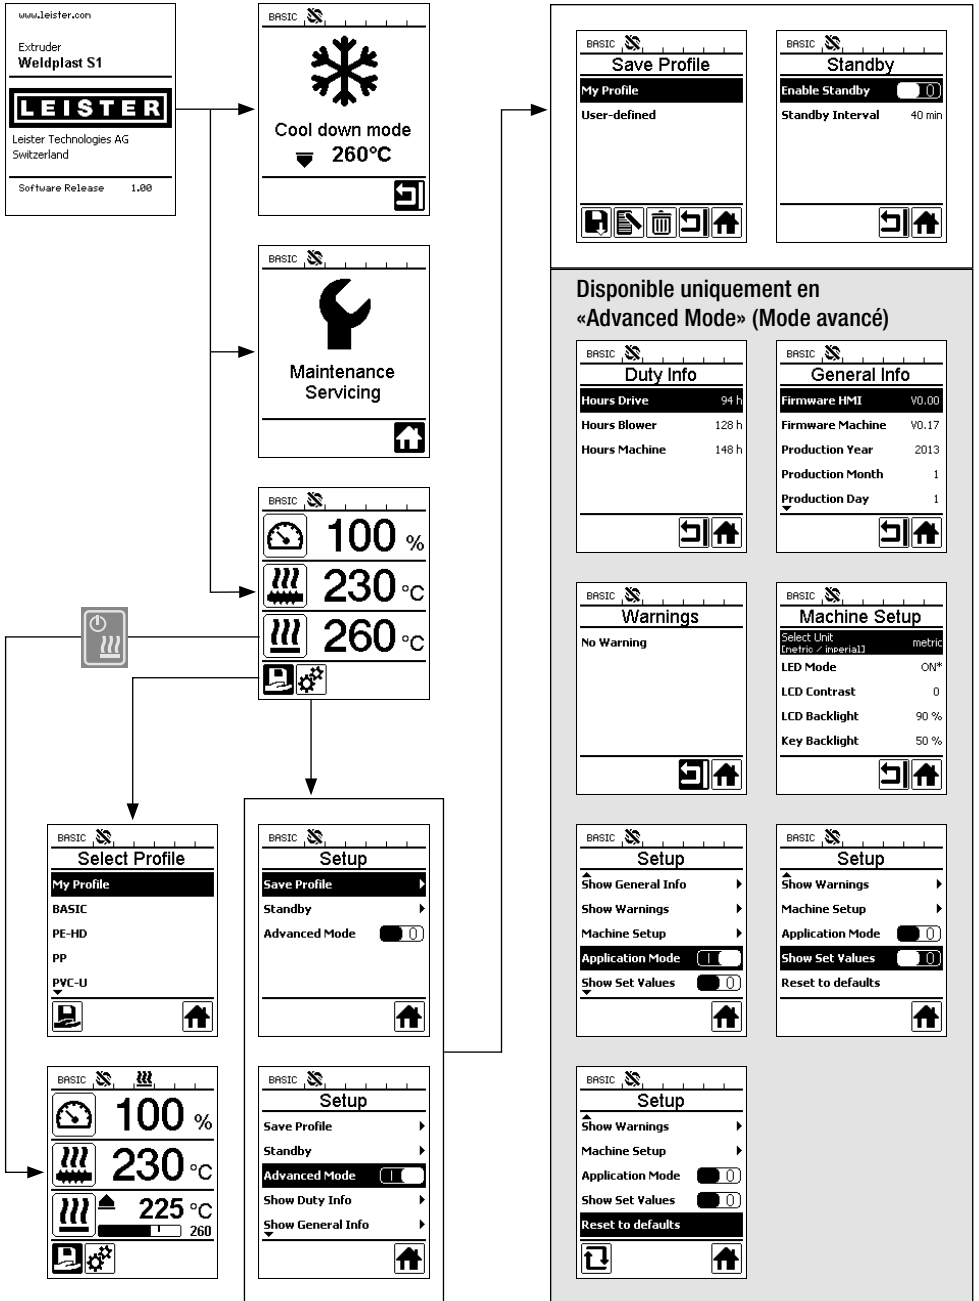 www.leister.com
Extruder
Weldplast S1
LEISTER
Leister Technologies AG
Switzerland
Software Release 1.00
BASIC
Cool down mode
260°C
BASIC
Maintenance
Servicing
BASIC
100 %
230 °C
260 °C
BASIC
Select Profile
My Profile
BASIC
PE-HD
PP
PVC-U
BASIC
100 %
230 °C
225 °C
260
BASIC
Setup
Save Profile
Standby
Advanced Mode 0
BASIC
Setup
Save Profile
Standby
Advanced Mode I
Show Duty Info
Show General Info
BASIC
Save Profile
My Profile
User-defined
BASIC
Standby
Enable Standby 0
Standby Interval 40 min
Disponible uniquement en
«Advanced Mode» (Mode avancé)
BASIC
Duty Info
Hours Drive 94 h
Hours Blower 128 h
Hours Machine 148 h
BASIC
General Info
Firmware HMI V0.00
Firmware Machine V0.17
Production Year 2013
Production Month 1
Production Day 1
BASIC
Warnings
No Warning
BASIC
Machine Setup
Select Unit metric
[metric / imperial]
LED Mode ON*
LCD Contrast 0
LCD Backlight 90 %
Key Backlight 50 %
BASIC
Setup
Show General Info
Show Warnings
Machine Setup
Application Mode I
Show Set Values 0
BASIC
Setup
Show Warnings
Machine Setup
Application Mode 0
Show Set Values 0
Reset to defaults
BASIC
Setup
Show Warnings
Machine Setup
Application Mode 0
Show Set Values 0
Reset to defaults